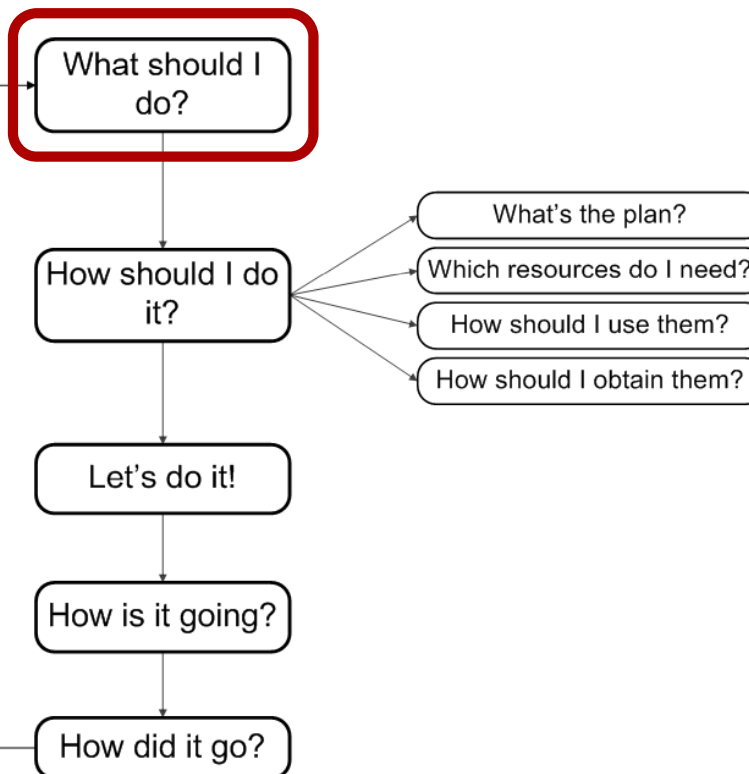 What should I
do?
How should I do
it?
What's the plan?
Which resources do I need?
How should I use them?
How should I obtain them?
Let's do it!
How is it going?
How did it go?